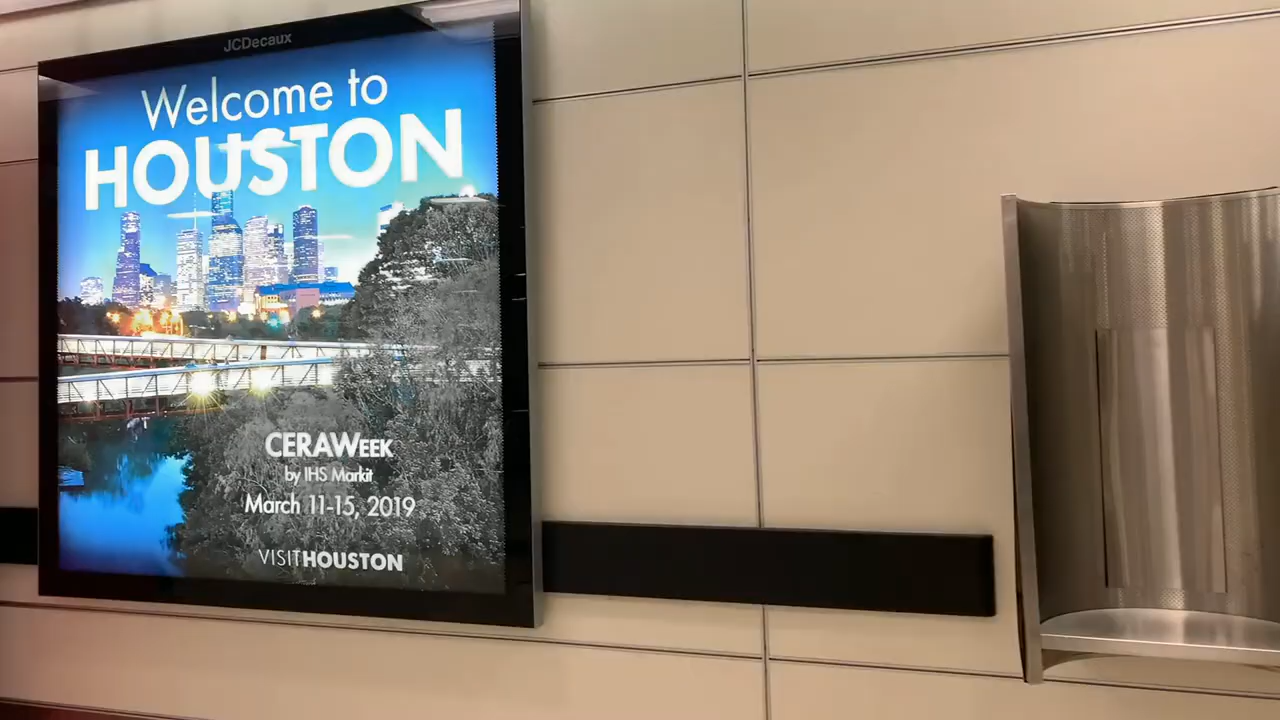 JCDecaux
Welcome to
HOUSTON
CERAWEEK
by IHS Markit
March 11-15, 2019
VISITHOUSTON